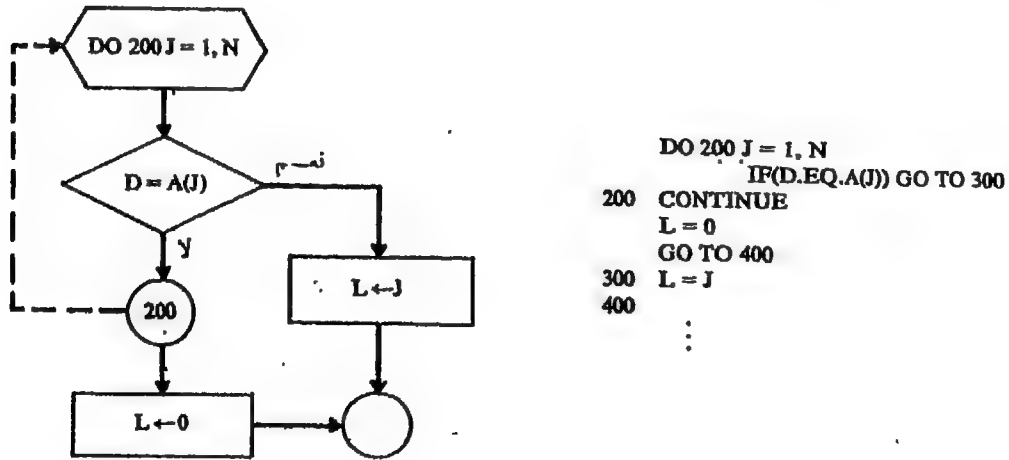 DO 200 J = 1, N
D = A(J)
y
200
L ← J
L ← 0
DO 200 J = 1, N
IF(D.EQ.A(J)) GO TO 300
200 CONTINUE
L = 0
GO TO 400
300 L = J
400
⋮